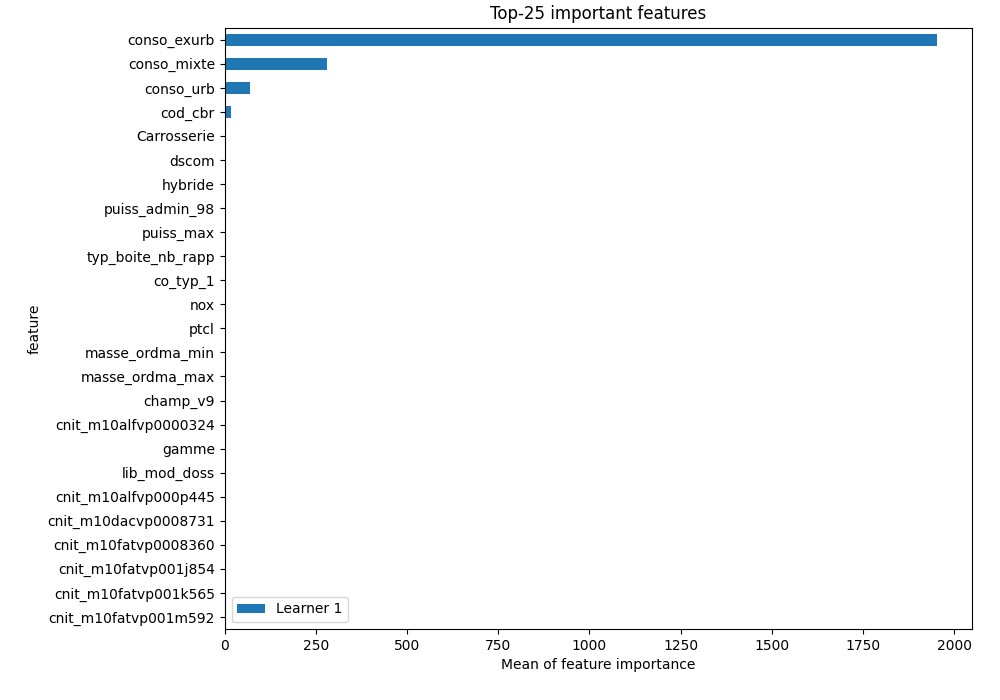 Top-25 important features
conso_exurb
conso_mixte
conso_urb
cod_cbr
Carrosserie
dscom
hybride
puiss_admin_98
puiss_max
typ_boite_nb_rapp
co_typ_1
nox
ptcl
masse_ordma_min
masse_ordma_max
champ_v9
cnit_m10alfvp0000324
gamme
lib_mod_doss
cnit_m10alfvp000p445
cnit_m10dacvp0008731
cnit_m10fatvp0008360
cnit_m10fatvp001j854
cnit_m10fatvp001k565
cnit_m10fatvp001m592
feature
Learner 1
0 250 500 750 1000 1250 1500 1750 2000
Mean of feature importance